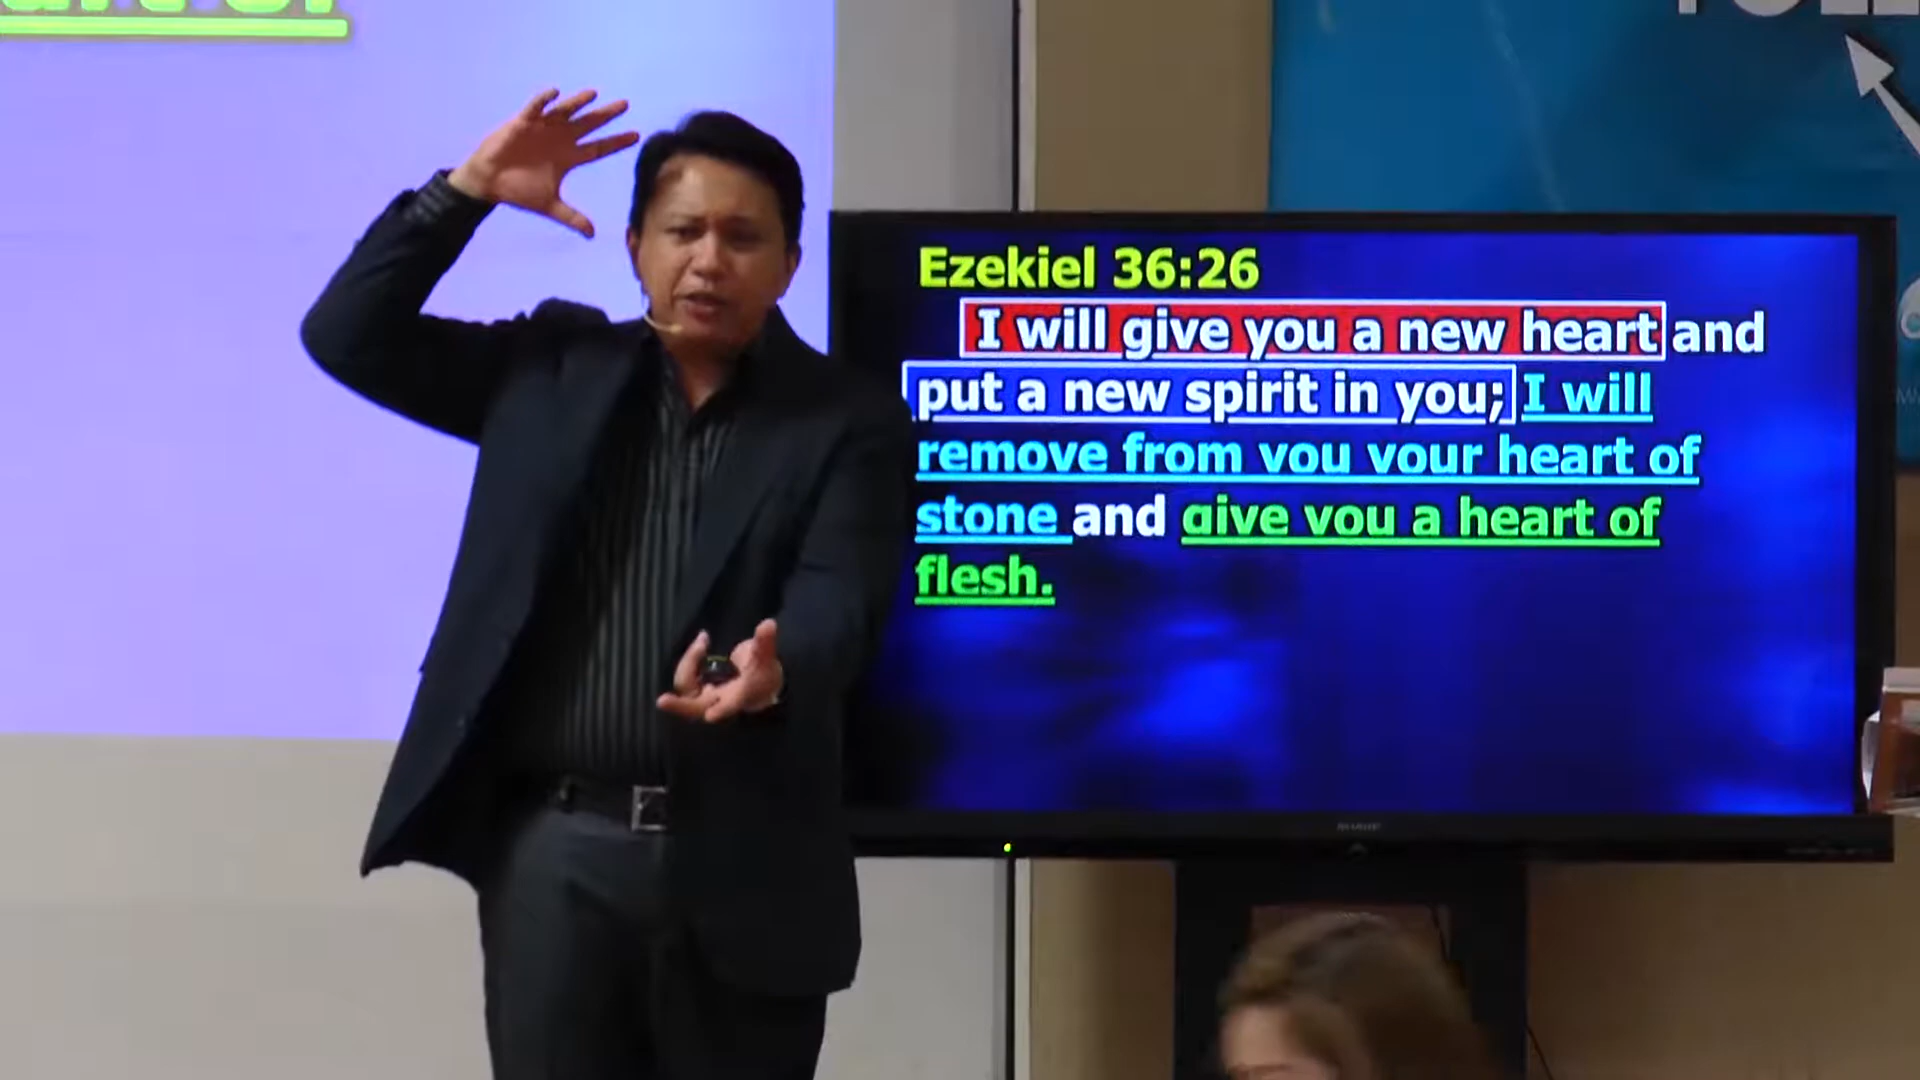 Ezekiel 36:26
I will give you a new heart and
put a new spirit in you; I will
remove from you your heart of
stone and give you a heart of
flesh.
SHARP